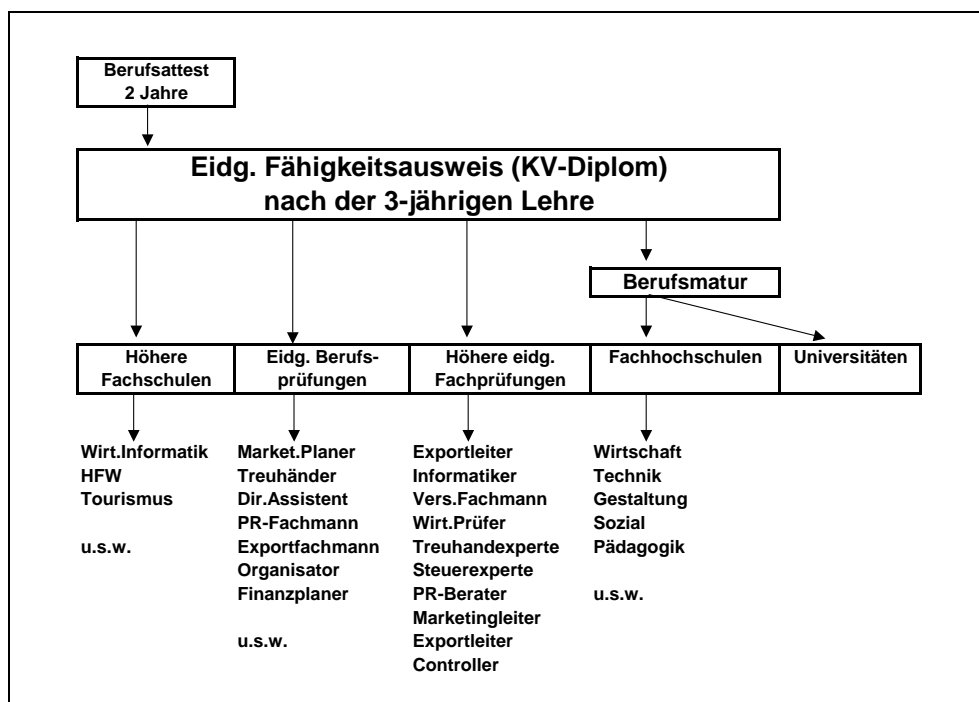 Berufsattest
2 Jahre
Eidg. Fähigkeitsausweis (KV-Diplom)
nach der 3-jährigen Lehre
Berufsmatur
Höhere
Fachschulen
Eidg. Berufs-
prüfungen
Höhere eidg.
Fachprüfungen
Fachhochschulen
Universitäten
Wirt.Informatik
HFW
Tourismus
u.s.w.
Market.Planer
Treuhänder
Dir.Assistent
PR-Fachmann
Exportfachmann
Organisator
Finanzplaner
u.s.w.
Exportleiter
Informatiker
Vers.Fachmann
Wirt.Prüfer
Treuhandexperte
Steuerexperte
PR-Berater
Marketingleiter
Exportleiter
Controller
Wirtschaft
Technik
Gestaltung
Sozial
Pädagogik
u.s.w.